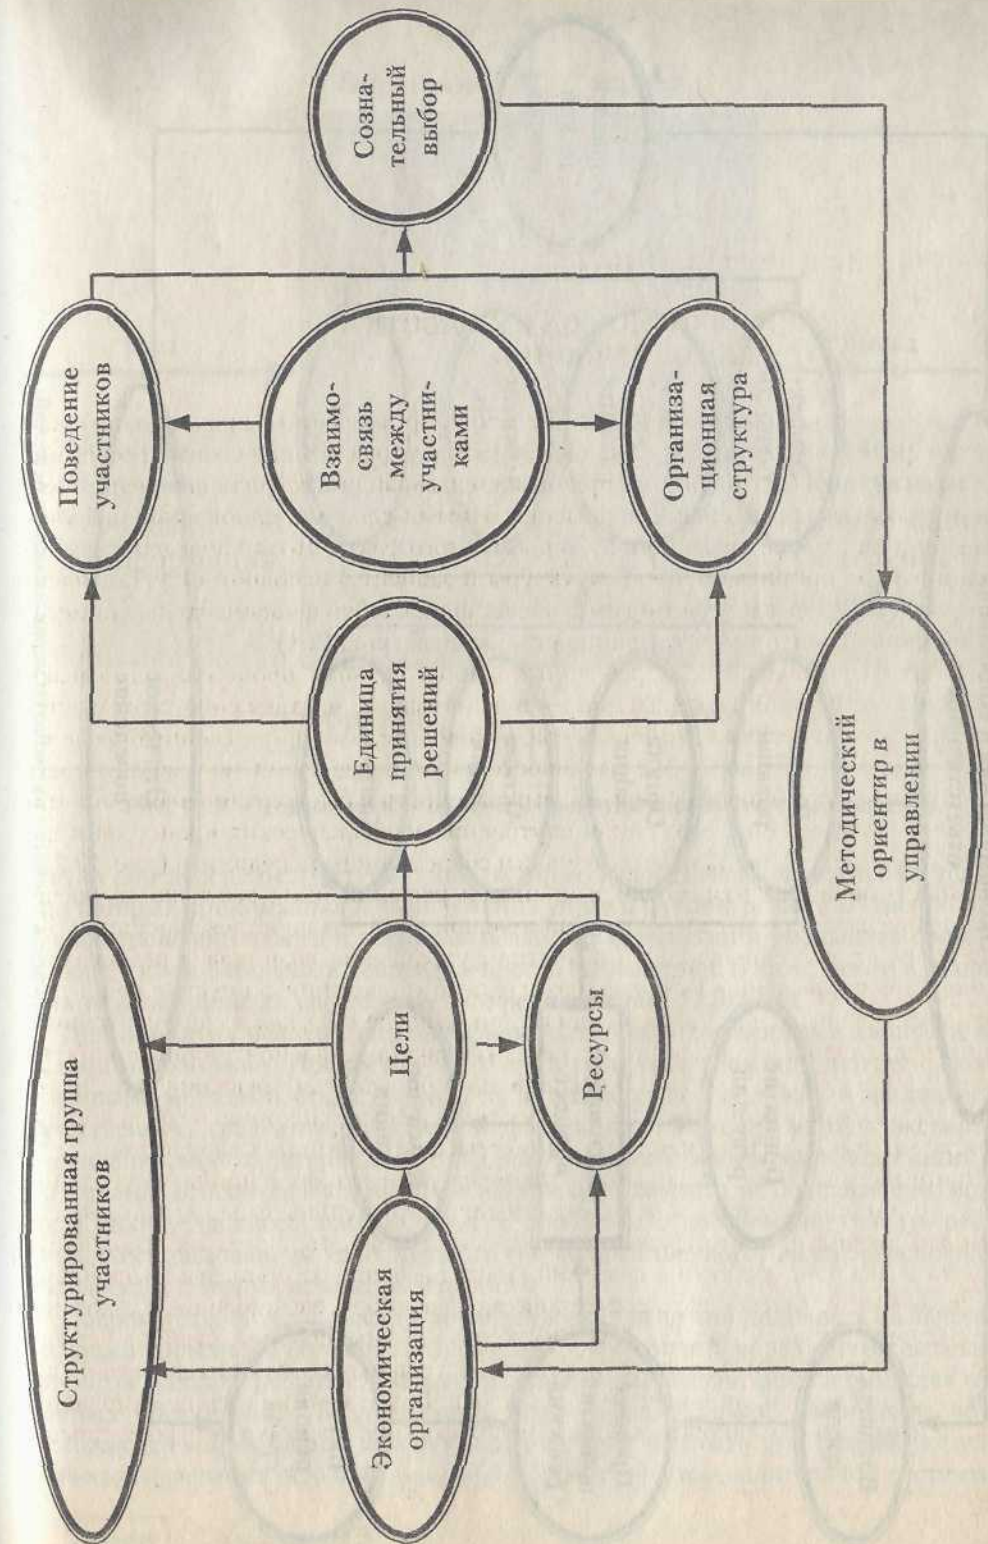 Структурированная группа
участников
Поведение
участников
Экономическая
организация
Цели
Единица
принятия
решений
Взаимо-
связь
между
участни-
ками
Созна-
тельный
выбор
Ресурсы
Организа-
ционная
структура
Методический
ориентир в
управлении